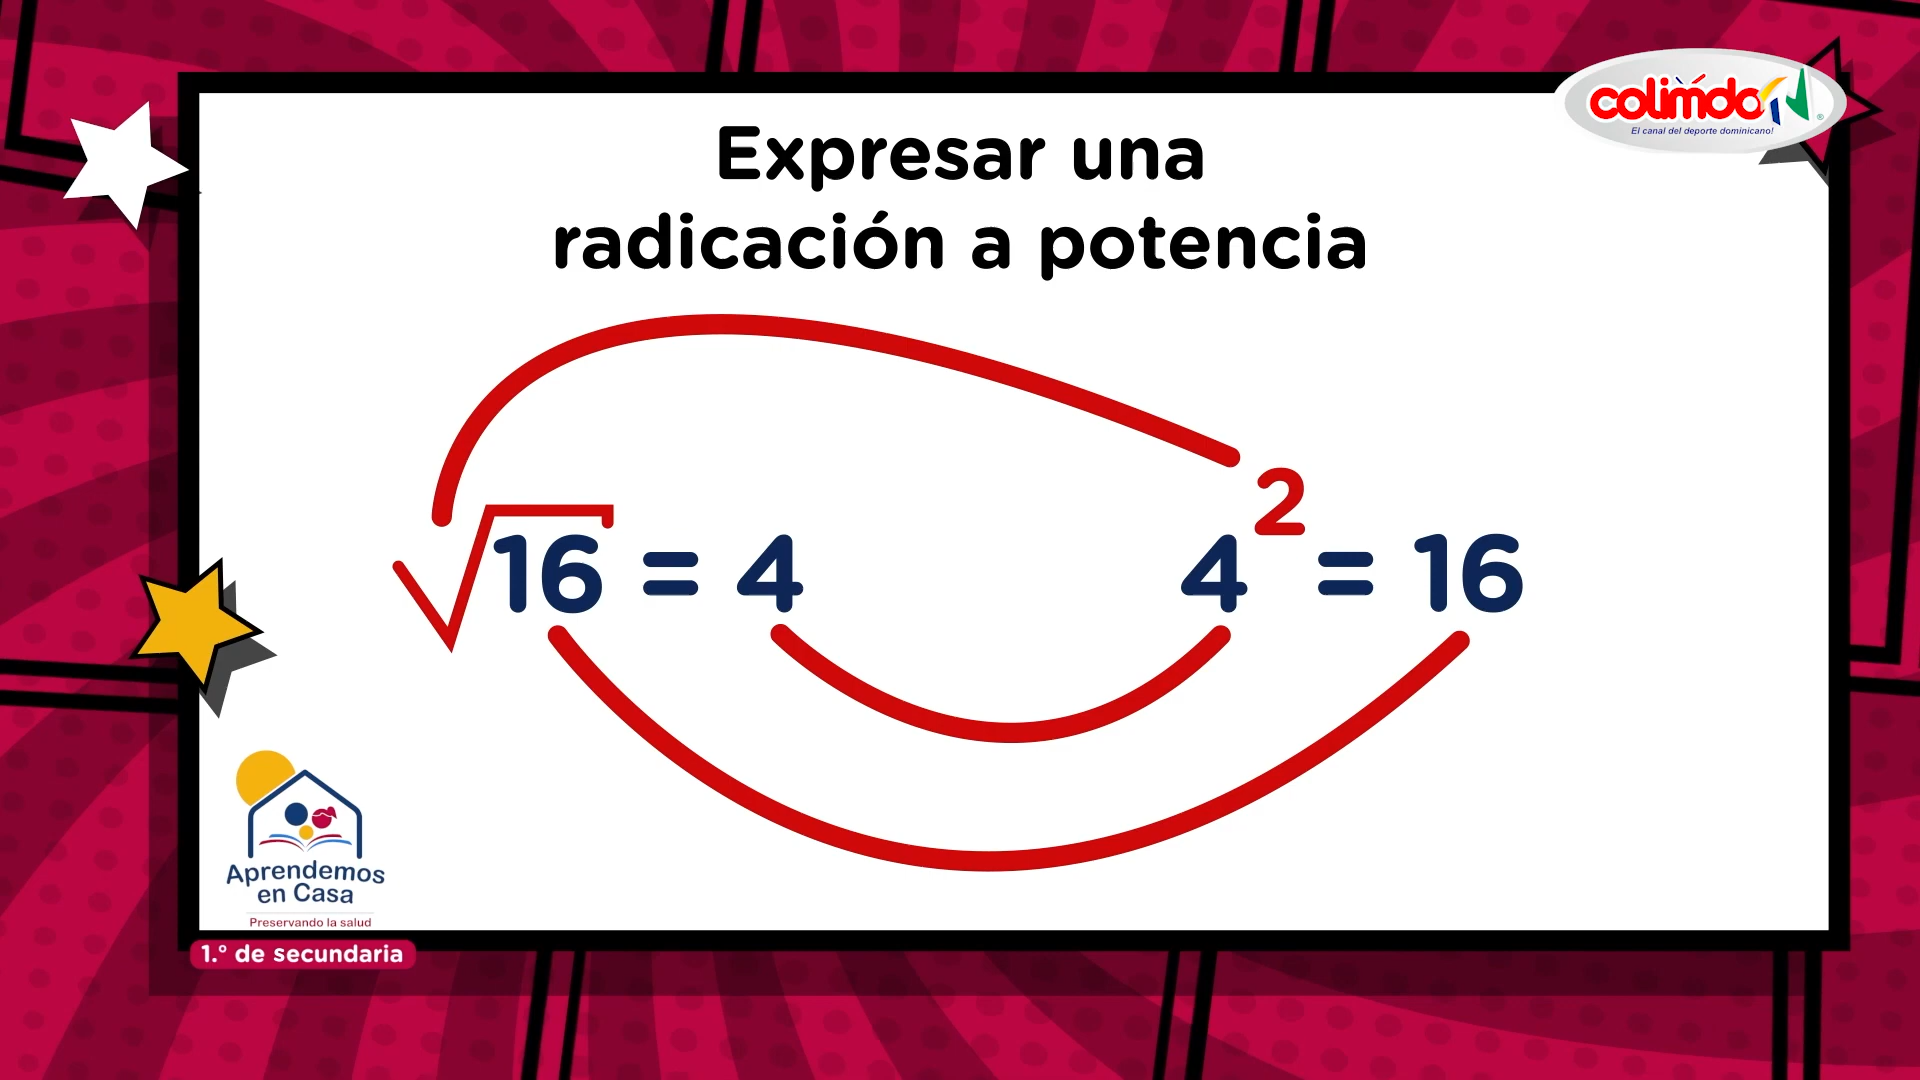 colimdo
El canal del deporte dominicano!
Expresar una
radicación a potencia
√16 = 4
4² = 16
Aprendemos
en Casa
Preservando la salud
1.° de secundaria